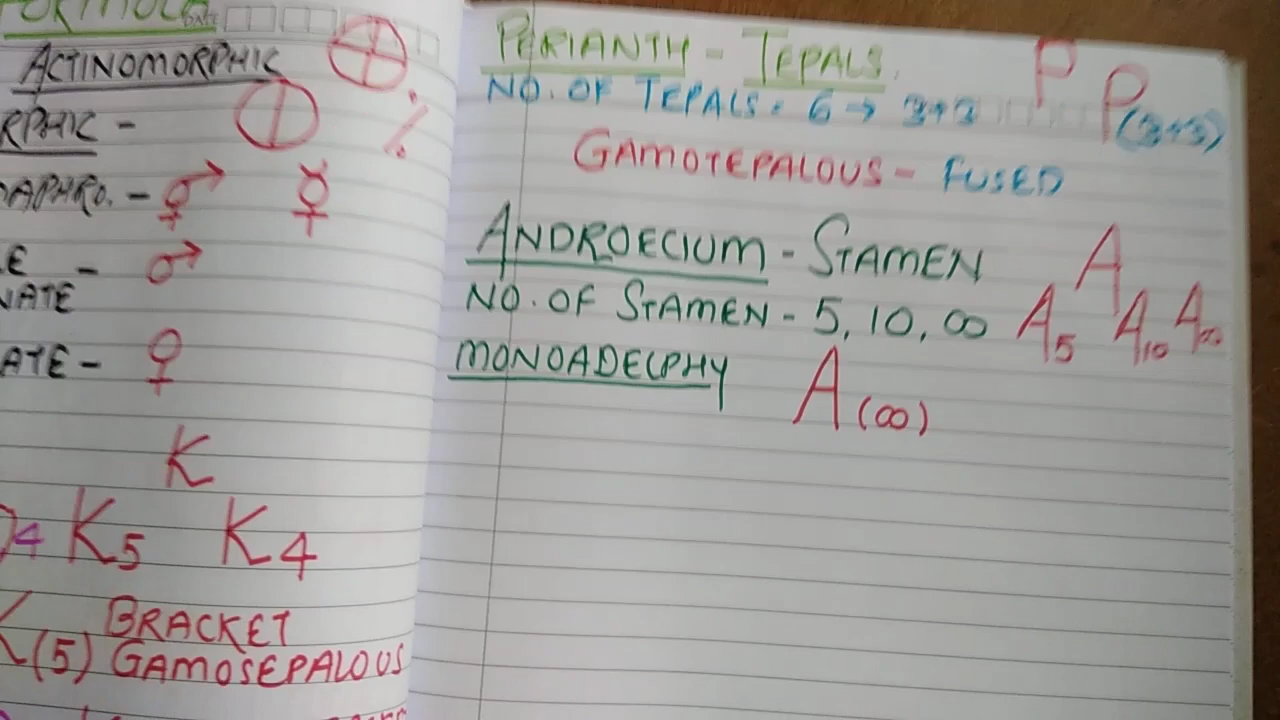 FORMULA
ACTINOMORPHIC
RPHIC -
APHRO. -
E -
NATE
ATE -
K
4 K5 K4
BRACKET
K(5) GAMOSEPALOUS
PERIANTH - TEPALS. P
NO. OF TEPALS = 6 → 3+3 P(3+3)
GAMOTEPALOUS - FUSED
ANDROECIUM - STAMEN A
NO. OF STAMEN - 5, 10, ∞ A5 A10 A∞
MONOADELPHY A(∞)